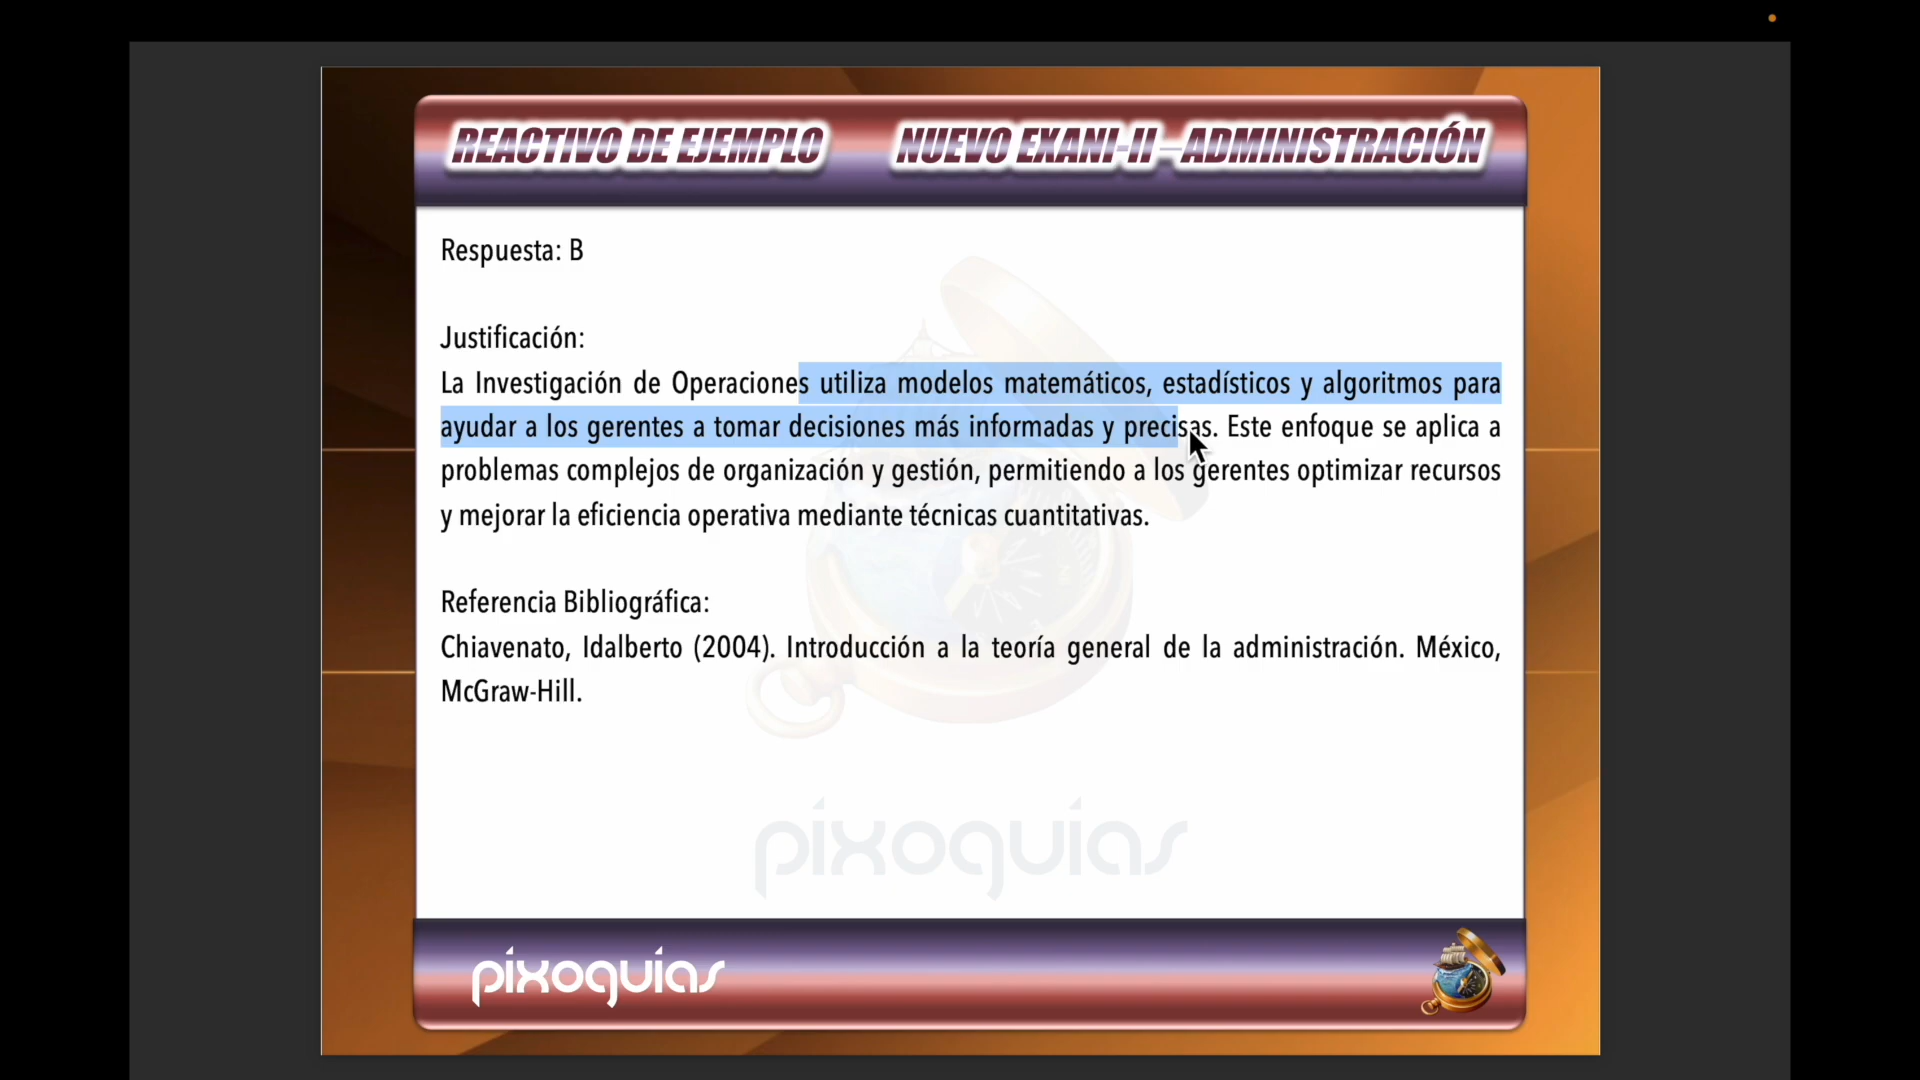 REACTIVO DE EJEMPLO NUEVO EXANI-II – ADMINISTRACIÓN
Respuesta: B
Justificación:
La Investigación de Operaciones utiliza modelos matemáticos, estadísticos y algoritmos para
ayudar a los gerentes a tomar decisiones más informadas y precisas. Este enfoque se aplica a
problemas complejos de organización y gestión, permitiendo a los gerentes optimizar recursos
y mejorar la eficiencia operativa mediante técnicas cuantitativas.
Referencia Bibliográfica:
Chiavenato, Idalberto (2004). Introducción a la teoría general de la administración. México,
McGraw-Hill.
pixoguias
pixoguias